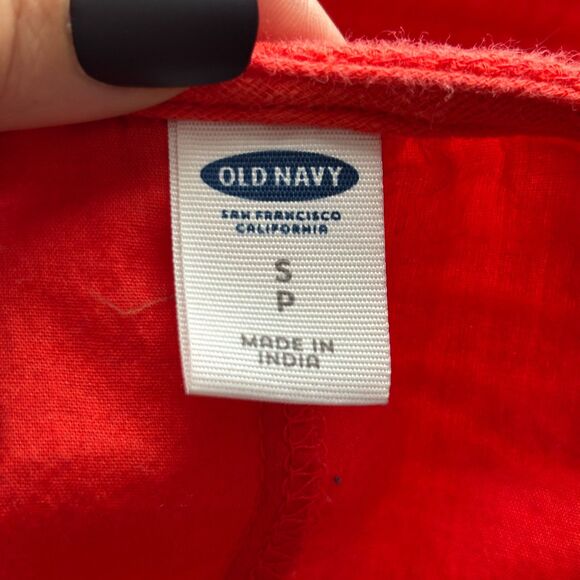 OLD NAVY
SAN FRANCISCO
CALIFORNIA
S
P
MADE IN
INDIA